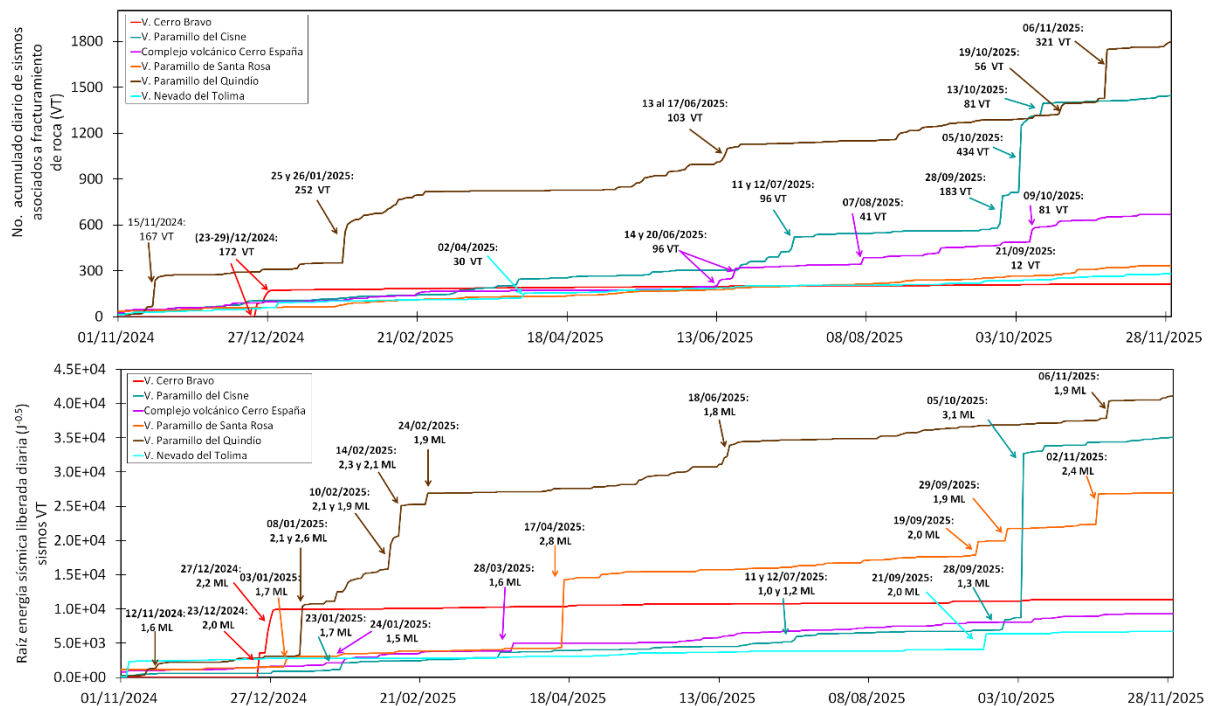 No. acumulado diario de sismos
asociados a fracturamiento
de roca (VT)
1800
1500
1200
900
600
300
0
V. Cerro Bravo
V. Paramillo del Cisne
Complejo volcánico Cerro España
V. Paramillo de Santa Rosa
V. Paramillo del Quindío
V. Nevado del Tolima
15/11/2024:
167 VT
(23-29)/12/2024:
172 VT
25 y 26/01/2025:
252 VT
02/04/2025:
30 VT
13 al 17/06/2025:
103 VT
14 y 20/06/2025:
96 VT
11 y 12/07/2025:
96 VT
07/08/2025:
41 VT
28/09/2025:
183 VT
05/10/2025:
434 VT
13/10/2025:
81 VT
19/10/2025:
56 VT
06/11/2025:
321 VT
09/10/2025:
81 VT
21/09/2025:
12 VT
01/11/2024
27/12/2024
21/02/2025
18/04/2025
13/06/2025
08/08/2025
03/10/2025
28/11/2025
Raíz energía sísmica liberada diaria (J^-0.5)
sismos VT
4.5E+04
4.0E+04
3.5E+04
3.0E+04
2.5E+04
2.0E+04
1.5E+04
1.0E+04
5.0E+03
0.0E+00
V. Cerro Bravo
V. Paramillo del Cisne
Complejo volcánico Cerro España
V. Paramillo de Santa Rosa
V. Paramillo del Quindío
V. Nevado del Tolima
12/11/2024:
1,6 ML
27/12/2024:
2,2 ML
23/12/2024:
2,0 ML
03/01/2025:
1,7 ML
08/01/2025:
2,1 y 2,6 ML
10/02/2025:
2,1 y 1,9 ML
14/02/2025:
2,3 y 2,1 ML
24/02/2025:
1,9 ML
23/01/2025:
1,7 ML
24/01/2025:
1,5 ML
28/03/2025:
1,6 ML
17/04/2025:
2,8 ML
18/06/2025:
1,8 ML
11 y 12/07/2025:
1,0 y 1,2 ML
21/09/2025:
2,0 ML
19/09/2025:
2,0 ML
29/09/2025:
1,9 ML
28/09/2025:
1,3 ML
05/10/2025:
3,1 ML
02/11/2025:
2,4 ML
06/11/2025:
1,9 ML
01/11/2024
27/12/2024
21/02/2025
18/04/2025
13/06/2025
08/08/2025
03/10/2025
28/11/2025